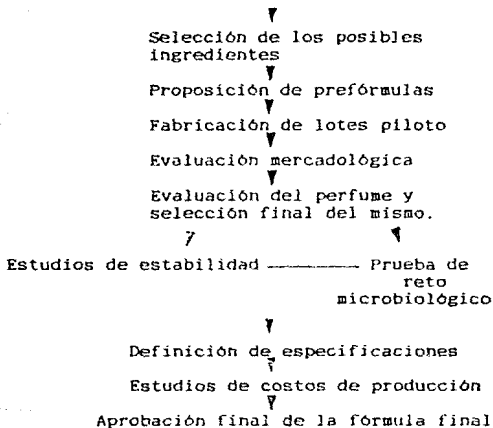 Selección de los posibles
ingredientes
Proposición de prefórmulas
Fabricación de lotes piloto
Evaluación mercadológica
Evaluación del perfume y
selección final del mismo.
Estudios de estabilidad Prueba de
reto
microbiológico
Definición de especificaciones
Estudios de costos de producción
Aprobación final de la fórmula final